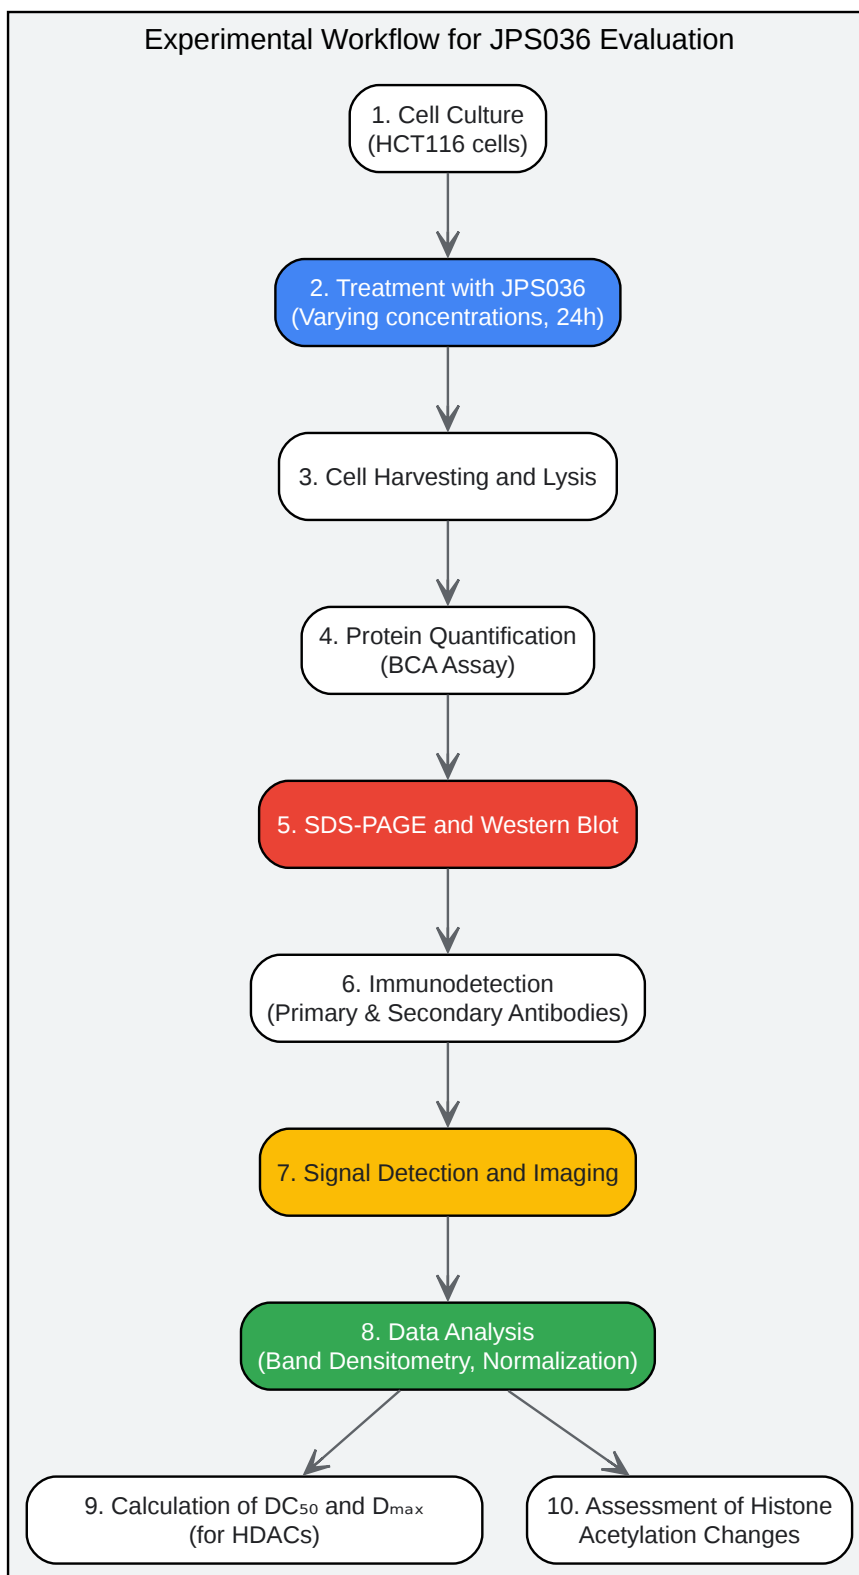 Experimental Workflow for JPS036 Evaluation
1. Cell Culture
(HCT116 cells)
2. Treatment with JPS036
(Varying concentrations, 24h)
3. Cell Harvesting and Lysis
4. Protein Quantification
(BCA Assay)
5. SDS-PAGE and Western Blot
6. Immunodetection
(Primary & Secondary Antibodies)
7. Signal Detection and Imaging
8. Data Analysis
(Band Densitometry, Normalization)
9. Calculation of DC₅₀ and Dₘₐₓ
(for HDACs)
10. Assessment of Histone
Acetylation Changes